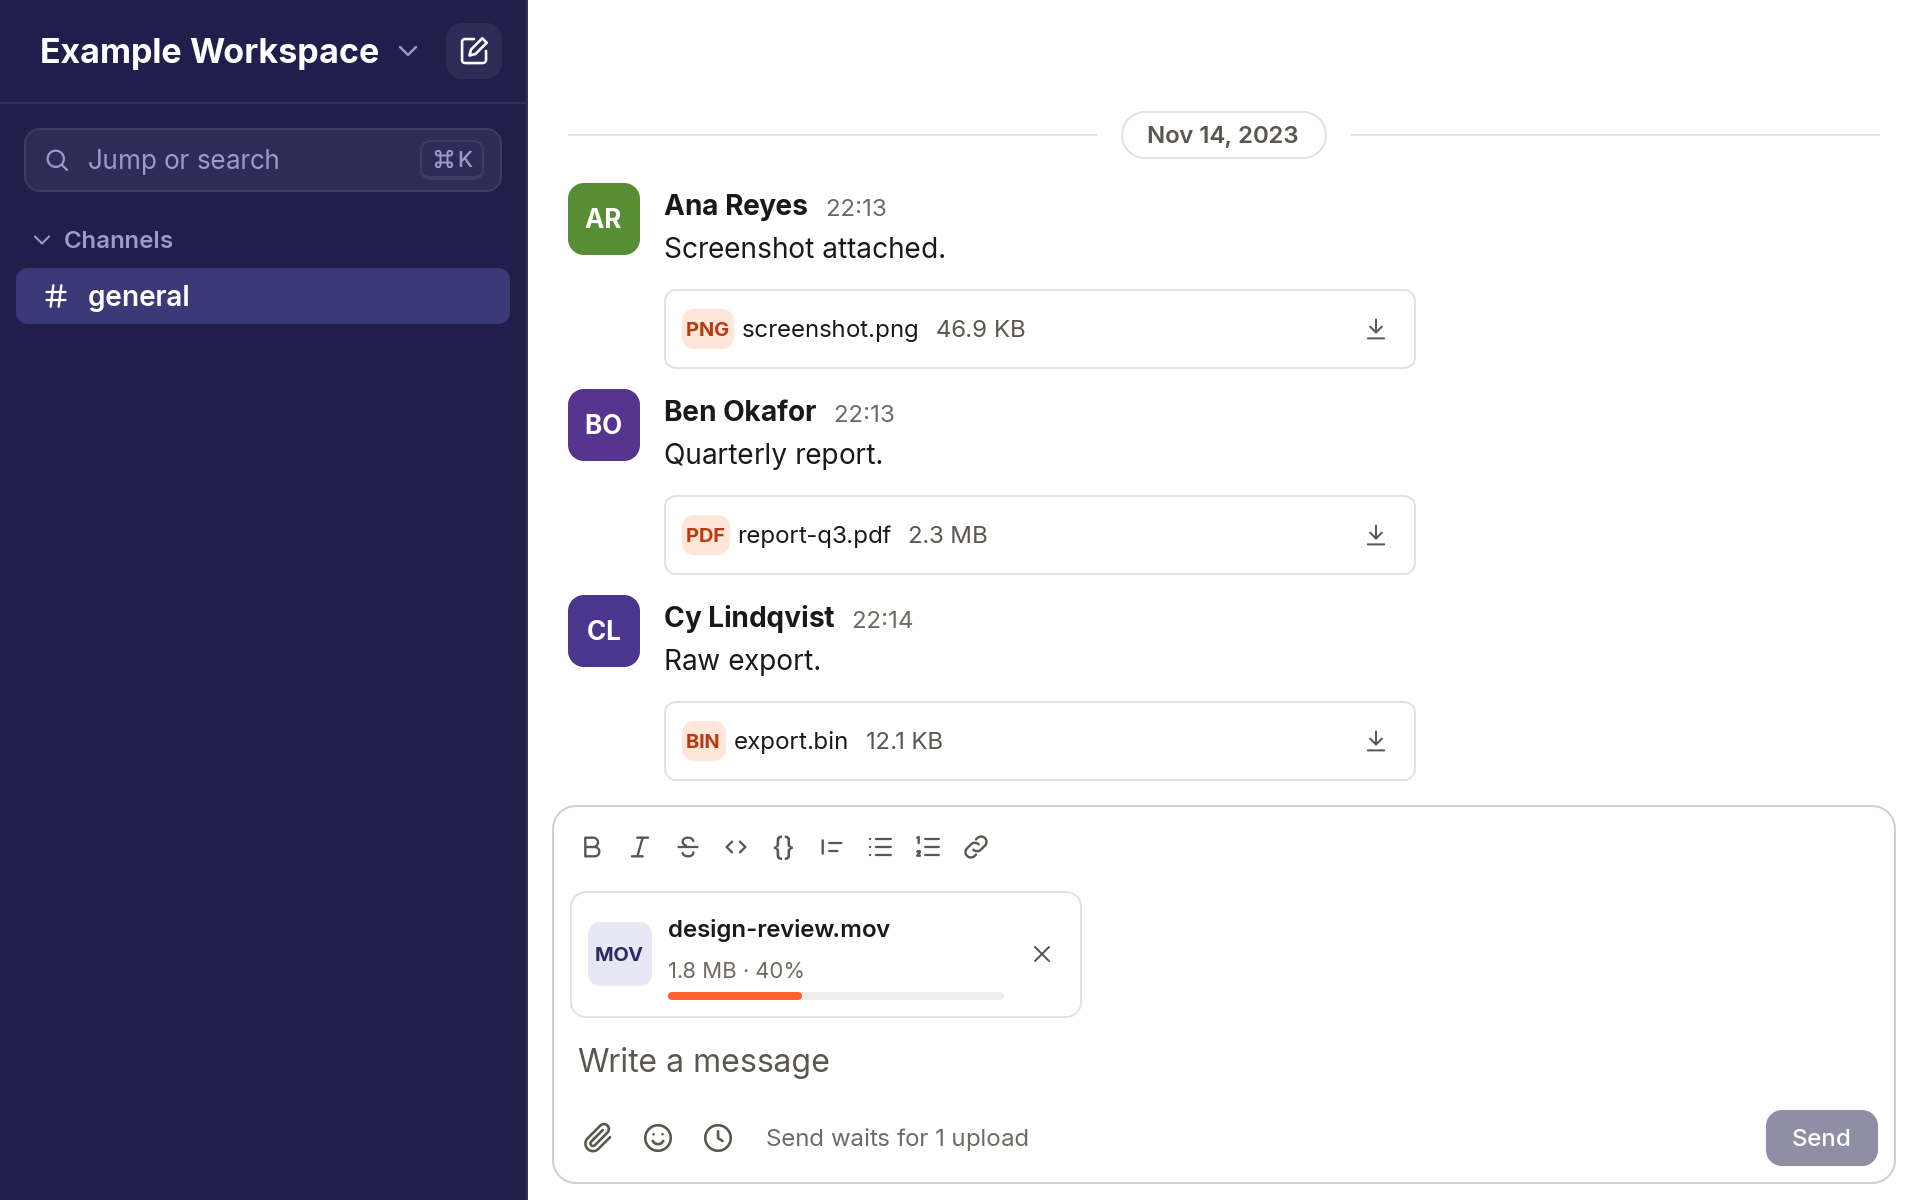 Example Workspace
Jump or search ⌘K
Channels
# general
Nov 14, 2023
AR
Ana Reyes 22:13
Screenshot attached.
PNG screenshot.png 46.9 KB
BO
Ben Okafor 22:13
Quarterly report.
PDF report-q3.pdf 2.3 MB
CL
Cy Lindqvist 22:14
Raw export.
BIN export.bin 12.1 KB
MOV
design-review.mov
1.8 MB · 40%
Write a message
Send waits for 1 upload
Send